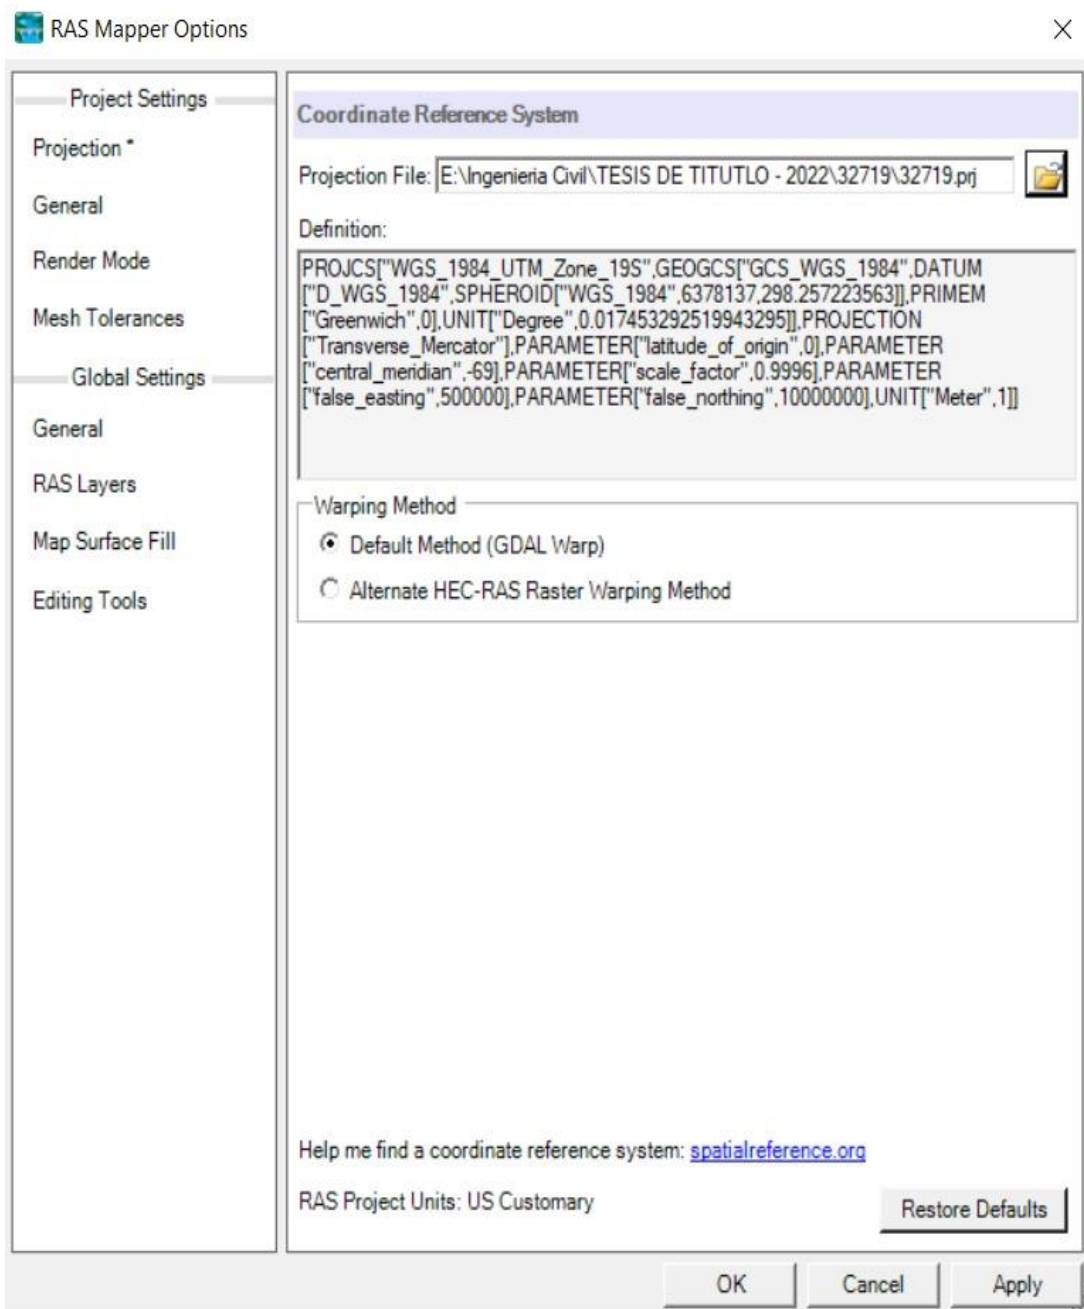 RAS Mapper Options
Project Settings
Projection *
General
Render Mode
Mesh Tolerances
Global Settings
General
RAS Layers
Map Surface Fill
Editing Tools
Coordinate Reference System
Projection File: E:\Ingenieria Civil\TESIS DE TITUTLO - 2022\32719\32719.prj
Definition:
PROJCS["WGS_1984_UTM_Zone_19S",GEOGCS["GCS_WGS_1984",DATUM
["D_WGS_1984",SPHEROID["WGS_1984",6378137,298.257223563]],PRIMEM
["Greenwich",0],UNIT["Degree",0.017453292519943295]],PROJECTION
["Transverse_Mercator"],PARAMETER["latitude_of_origin",0],PARAMETER
["central_meridian",-69],PARAMETER["scale_factor",0.9996],PARAMETER
["false_easting",500000],PARAMETER["false_northing",10000000],UNIT["Meter",1]]
Warping Method
Default Method (GDAL Warp)
Alternate HEC-RAS Raster Warping Method
Help me find a coordinate reference system: spatialreference.org
RAS Project Units: US Customary
Restore Defaults
OK
Cancel
Apply